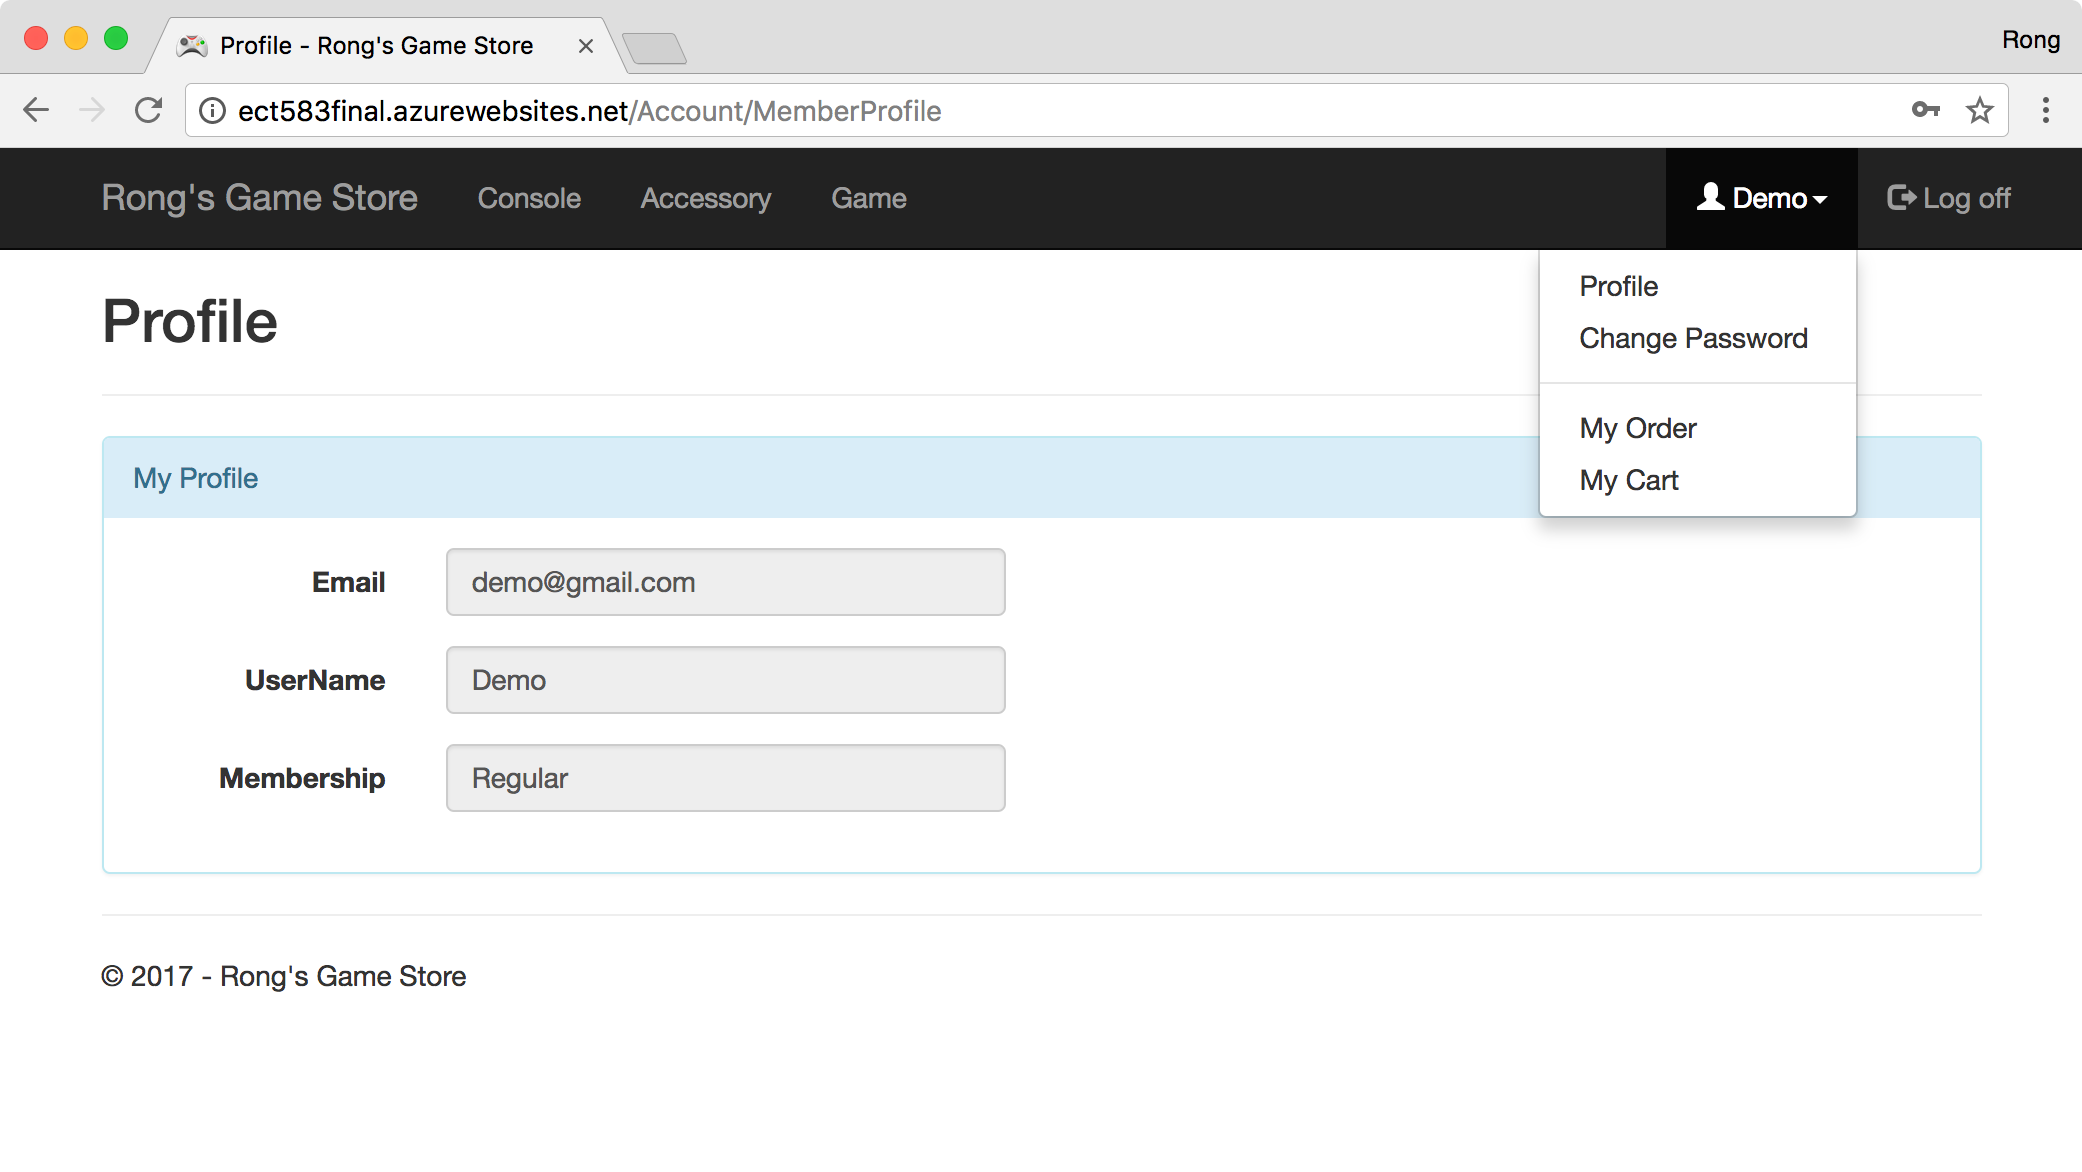 Profile - Rong's Game Store
Rong
ect583final.azurewebsites.net/Account/MemberProfile
Rong's Game Store Console Accessory Game Demo Log off
Profile
Change Password
My Order
My Cart
Profile
My Profile
Email demo@gmail.com
UserName Demo
Membership Regular
© 2017 - Rong's Game Store